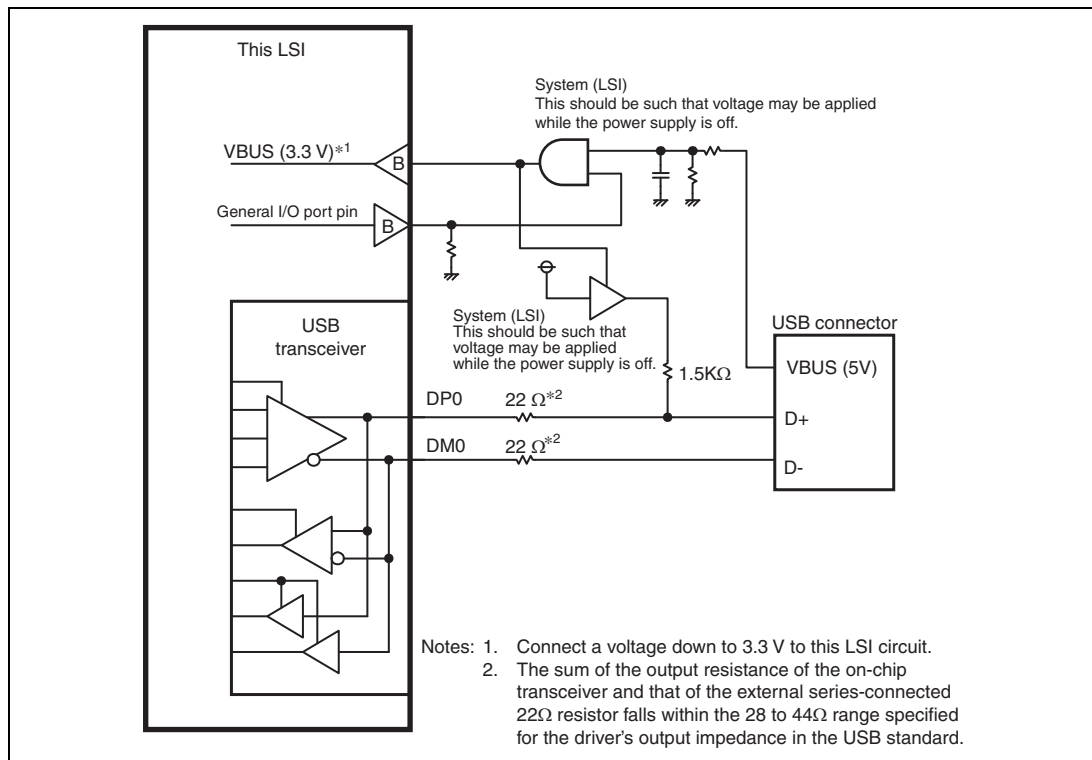 This LSI
System (LSI)
This should be such that voltage may be applied
while the power supply is off.
VBUS (3.3 V)*1
B
General I/O port pin
B
System (LSI)
This should be such that
voltage may be applied
while the power supply is off.
USB
transceiver
USB connector
1.5KΩ
VBUS (5V)
DP0
22 Ω*2
D+
DM0
22 Ω*2
D-
Notes: 1. Connect a voltage down to 3.3 V to this LSI circuit.
2. The sum of the output resistance of the on-chip
transceiver and that of the external series-connected
22Ω resistor falls within the 28 to 44Ω range specified
for the driver's output impedance in the USB standard.